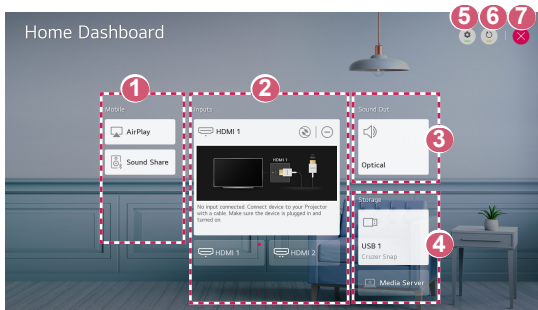 Home Dashboard
5
6
7
1
2
Mobile
Inputs
Sound Out
AirPlay
Sound Share
HDMI 1
HDMI 1
No input connected. Connect device to your Projector
with a cable. Make sure the device is plugged in and
turned on.
HDMI 1
HDMI 2
3
Optical
Storage
4
USB 1
Cruzer Snap
Media Server